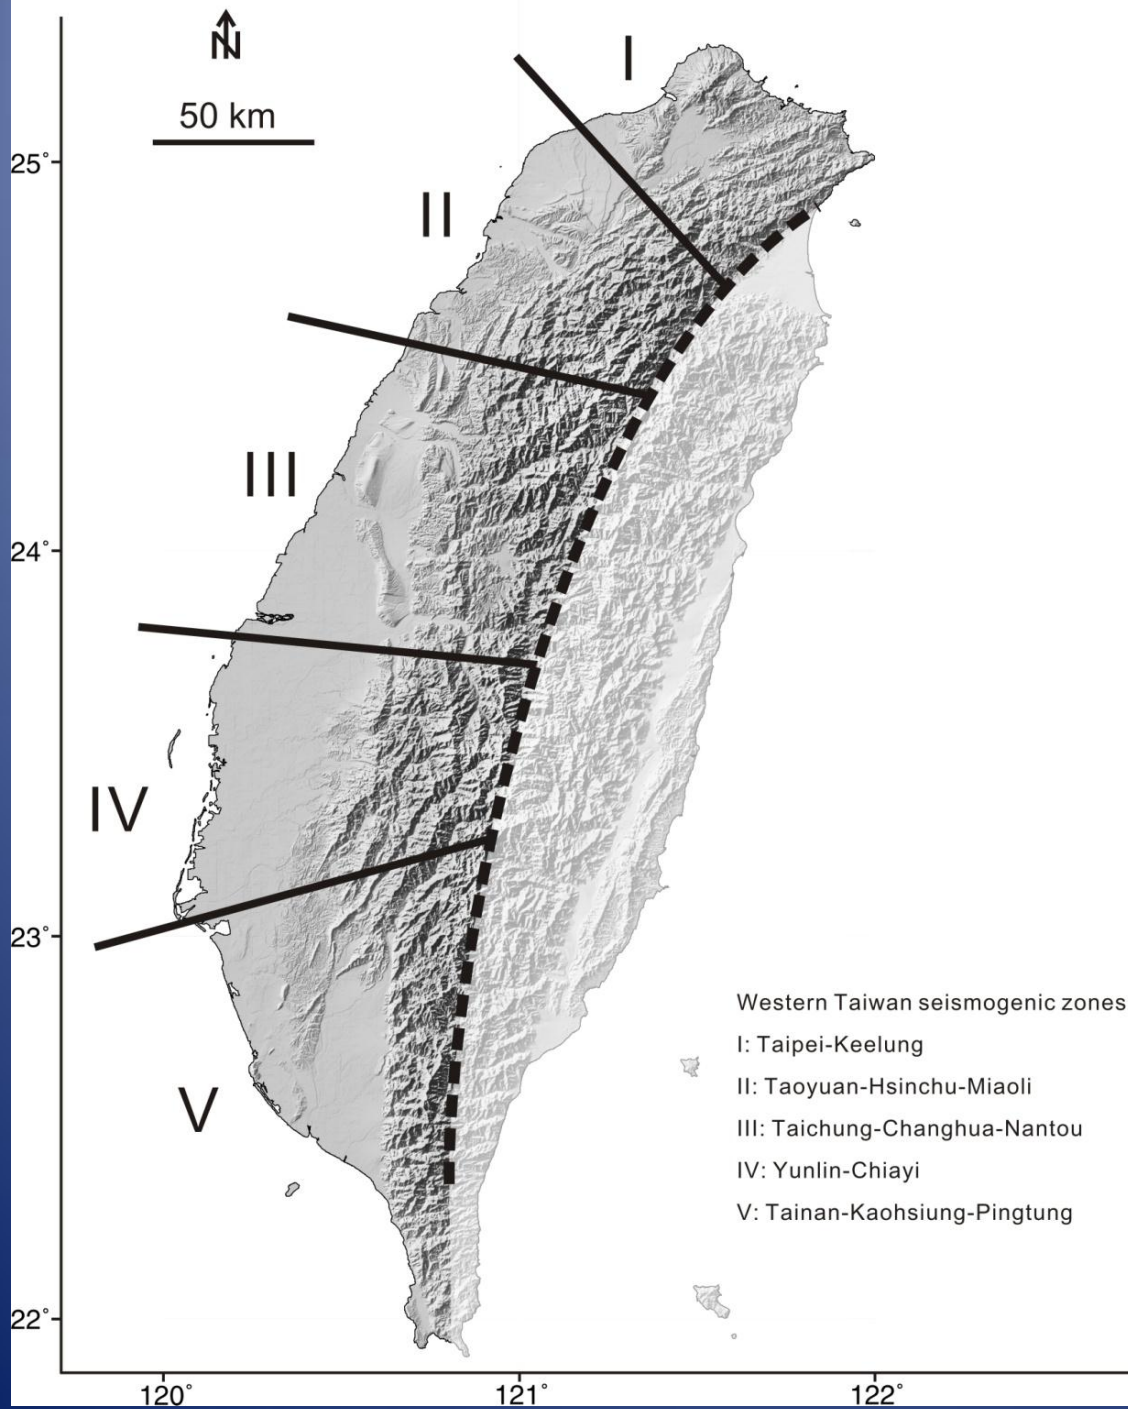 N
50 km
I
25°
II
III
24°
IV
23°
V
22°
Western Taiwan seismogenic zones
I: Taipei-Keelung
II: Taoyuan-Hsinchu-Miaoli
III: Taichung-Changhua-Nantou
IV: Yunlin-Chiayi
V: Tainan-Kaohsiung-Pingtung
120° 121° 122°